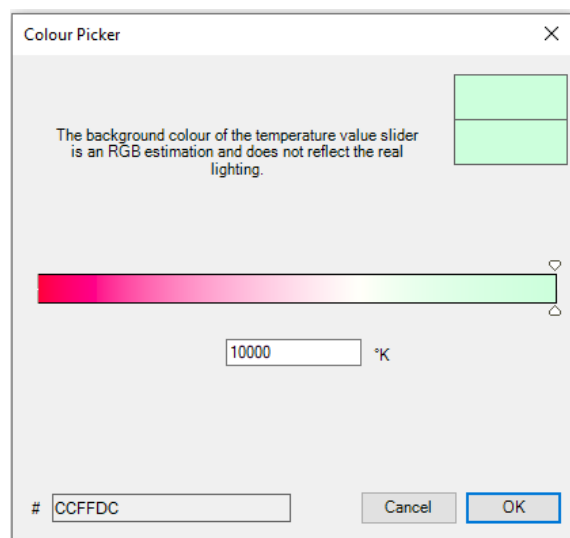 Colour Picker
The background colour of the temperature value slider
is an RGB estimation and does not reflect the real
lighting.
10000 °K
# CCFFDC
Cancel OK